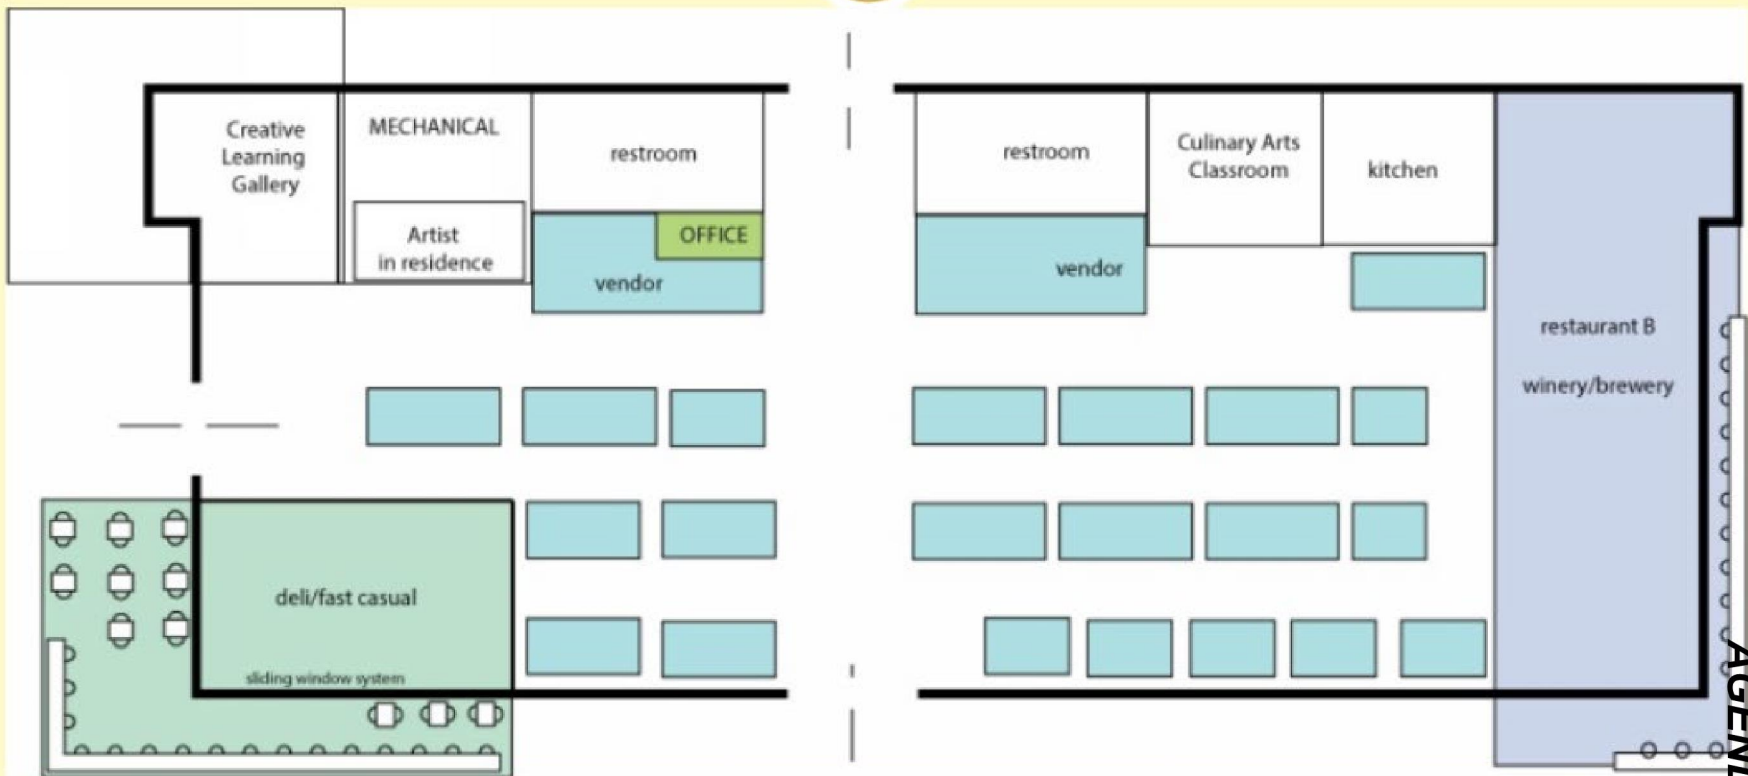 Creative
Learning
Gallery
MECHANICAL
Artist
in residence
restroom
OFFICE
vendor
restroom
vendor
Culinary Arts
Classroom
kitchen
restaurant B
winery/brewery
deli/fast casual
sliding window system